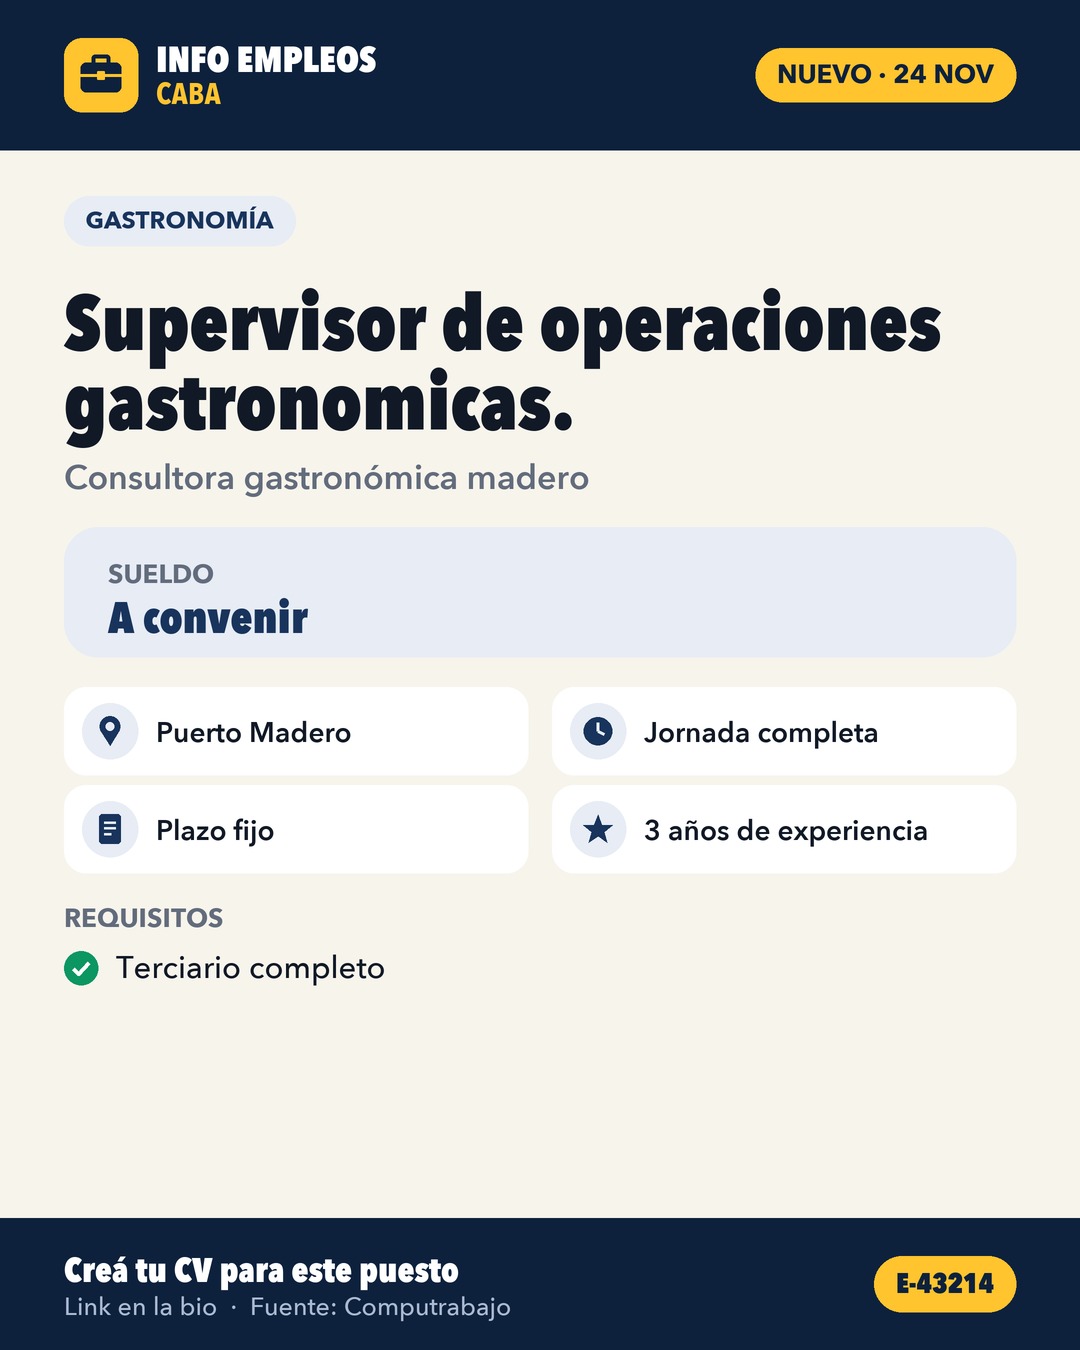 INFO EMPLEOS
CABA
NUEVO · 24 NOV
GASTRONOMÍA
Supervisor de operaciones
gastronomicas.
Consultora gastronómica madero
SUELDO
A convenir
Puerto Madero
Jornada completa
Plazo fijo
3 años de experiencia
REQUISITOS
Terciario completo
Creá tu CV para este puesto
Link en la bio · Fuente: Computrabajo
E-43214